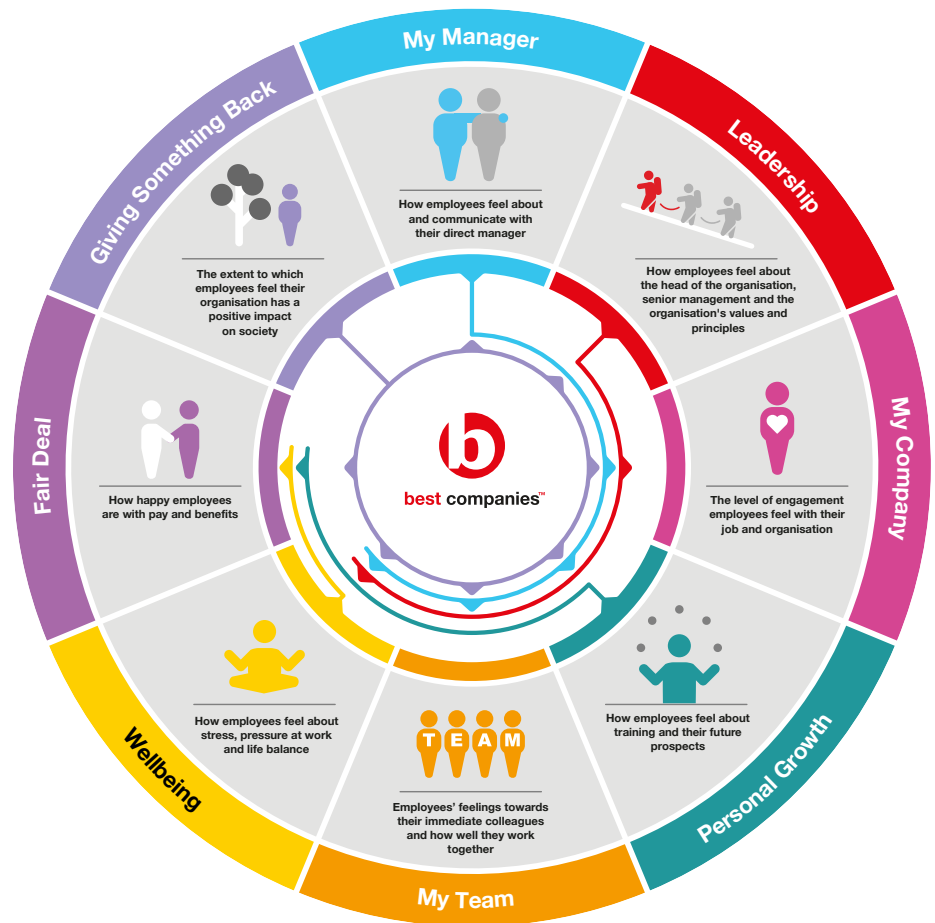 My Manager
How employees feel about
and communicate with
their direct manager
Leadership
How employees feel about
the head of the organisation,
senior management and the
organisation's values and
principles
My Company
The level of engagement
employees feel with their
job and organisation
Personal Growth
How employees feel about
training and their future
prospects
My Team
TEAM
Employees' feelings towards
their immediate colleagues
and how well they work
together
Wellbeing
How employees feel about
stress, pressure at work
and life balance
Fair Deal
How happy employees
are with pay and benefits
Giving Something Back
The extent to which
employees feel their
organisation has a
positive impact
on society
b
best companies™